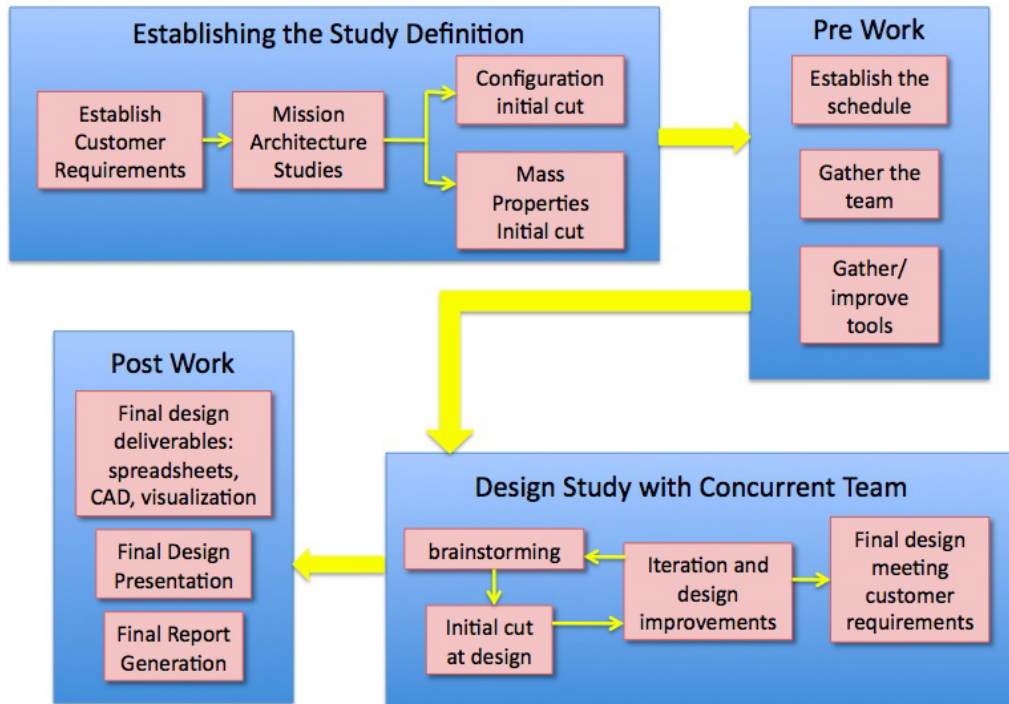 Establishing the Study Definition
Establish
Customer
Requirements
Mission
Architecture
Studies
Configuration
initial cut
Mass
Properties
Initial cut
Pre Work
Establish the
schedule
Gather the
team
Gather/
improve
tools
Design Study with Concurrent Team
brainstorming
Initial cut
at design
Iteration and
design
improvements
Final design
meeting
customer
requirements
Post Work
Final design
deliverables:
spreadsheets,
CAD, visualization
Final Design
Presentation
Final Report
Generation